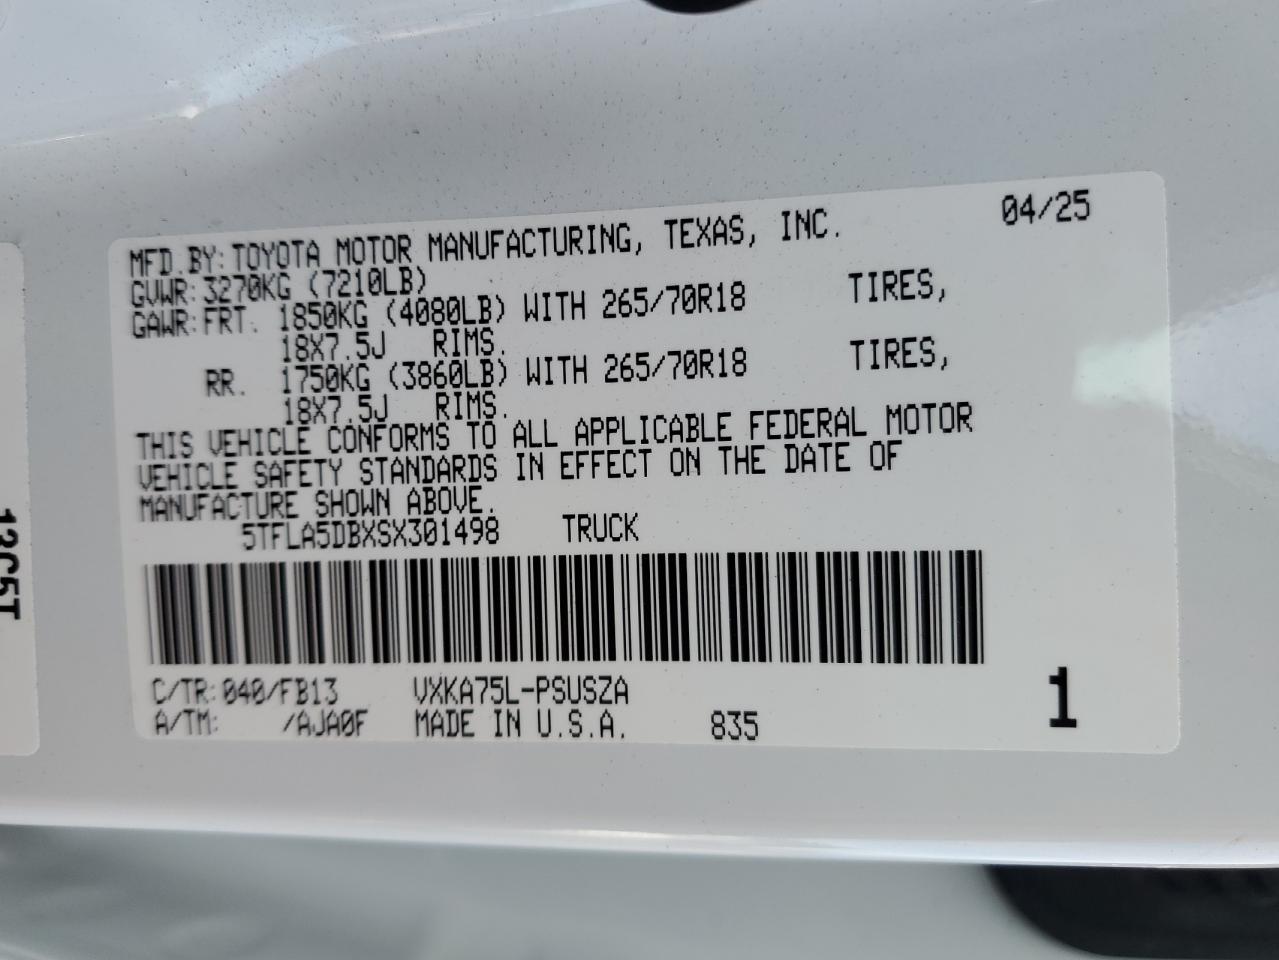 MFD.BY:TOYOTA MOTOR MANUFACTURING, TEXAS, INC. 04/25
GVWR:3270KG (7210LB)
GAWR:FRT. 1850KG (4080LB) WITH 265/70R18 TIRES,
18X7.5J RIMS.
RR. 1750KG (3860LB) WITH 265/70R18 TIRES,
18X7.5J RIMS.
THIS VEHICLE CONFORMS TO ALL APPLICABLE FEDERAL MOTOR
VEHICLE SAFETY STANDARDS IN EFFECT ON THE DATE OF
MANUFACTURE SHOWN ABOVE.
5TFLA5DBXSX301498 TRUCK
C/TR:040/FB13 VXKA75L-PSUSZA
A/TM: /AJA0F MADE IN U.S.A. 835
1